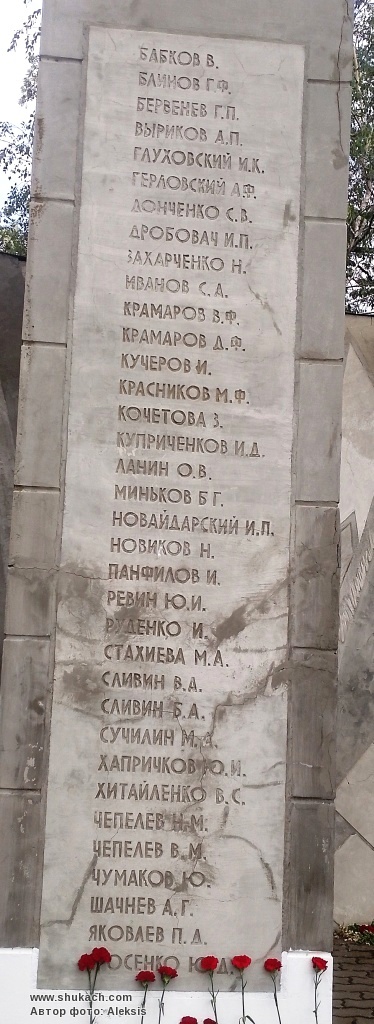 БАБКОВ В.
БЛИНОВ Г.Ф.
БЕРВЕНЕВ Г.П.
ВЫРИКОВ А.П.
ГЛУХОВСКИЙ И.К.
ГЕРЛОВСКИЙ А.Ф.
ДОНЧЕНКО С.В.
ДРОБОВАЧ И.П.
ЗАХАРЧЕНКО Н.
ИВАНОВ С.А.
КРАМАРОВ В.Ф.
КРАМАРОВ Д.Ф.
КУЧЕРОВ И.
КРАСНИКОВ М.Ф.
КОЧЕТОВА З.
КУПРИЧЕНКОВ И.Д.
ЛАНИН О.В.
МИНЬКОВ Б Г.
НОВАЙДАРСКИЙ И.П.
НОВИКОВ Н.
ПАНФИЛОВ И.
РЕВИН Ю.И.
РУДЕНКО И.
СТАХИЕВА М.А.
СЛИВИН В.А.
СЛИВИН Б.А.
СУЧИЛИН М.
ХАПРИЧКОВ Ю.И.
ХИТАЙЛЕНКО В.С.
ЧЕПЕЛЕВ Н.М.
ЧЕПЕЛЕВ В.М.
ЧУМАКОВ Ю.
ШАЧНЕВ А.Г.
ЯКОВЛЕВ П.Д.
www.shukach.com
Автор фото: Aleksis